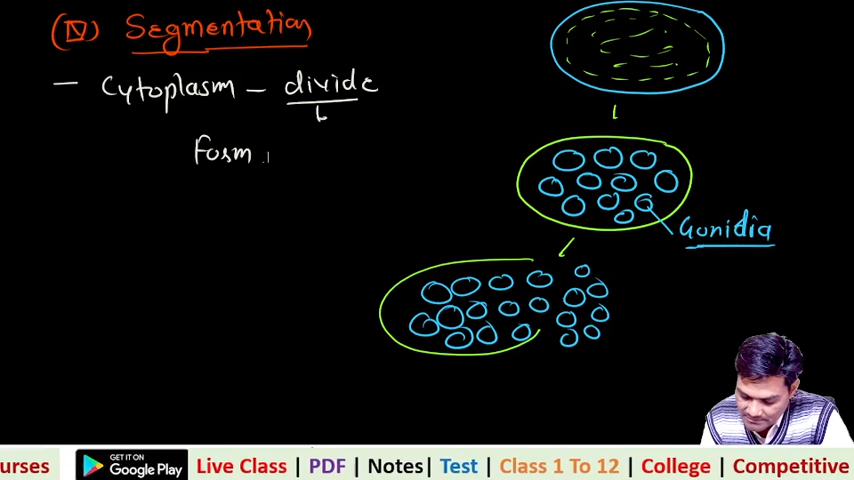 (IV) Segmentation
— Cytoplasm – divide
form
Gonidia
urses
GET IT ON
Google Play
Live Class | PDF | Notes| Test | Class 1 To 12 | College | Competitive